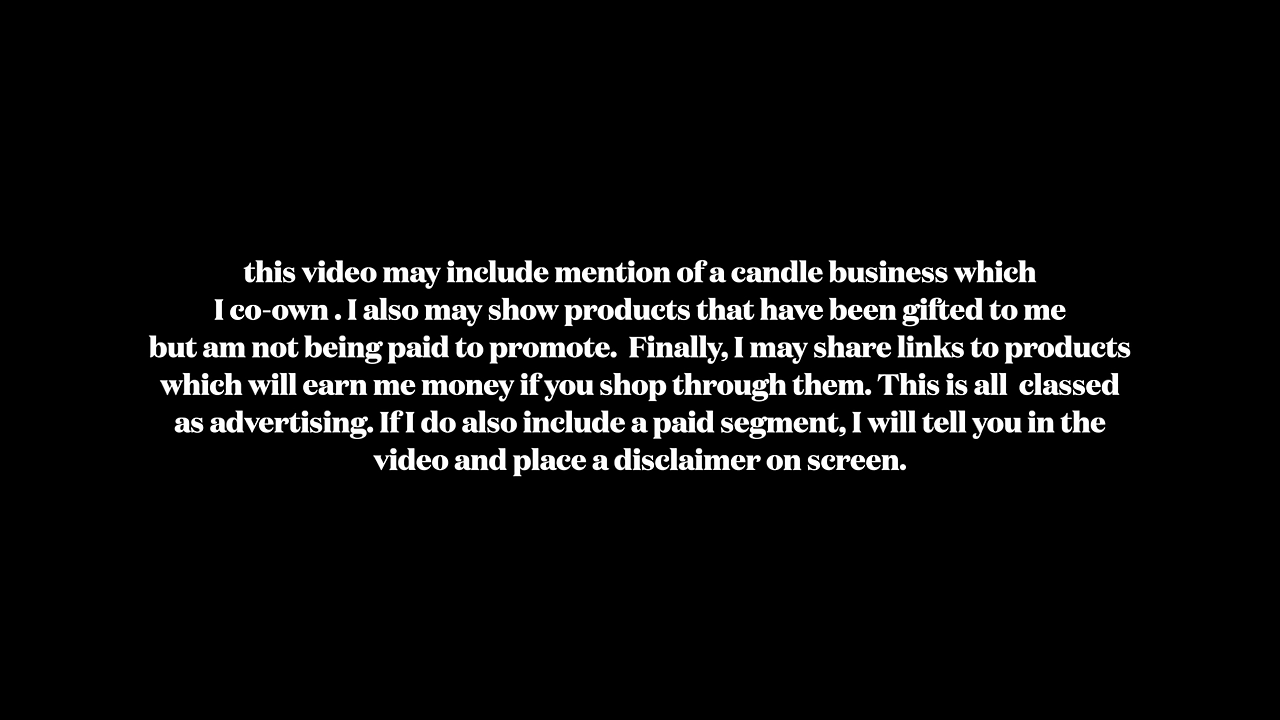 this video may include mention of a candle business which
I co-own . I also may show products that have been gifted to me
but am not being paid to promote.  Finally, I may share links to products
which will earn me money if you shop through them. This is all  classed
as advertising. If I do also include a paid segment, I will tell you in the
video and place a disclaimer on screen.